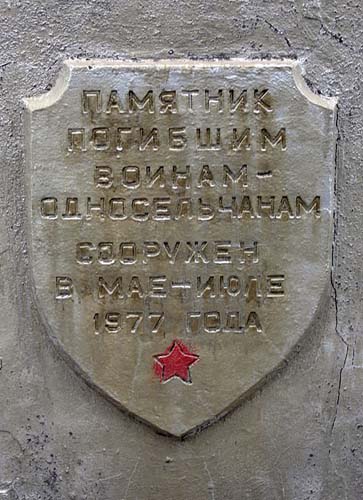 ПАМЯТНИК
ПОГИБШИМ
ВОИНАМ-
ОДНОСЕЛЬЧАНАМ
СООРУЖЕН
В МАЕ-ИЮЛЕ
1977 ГОДА